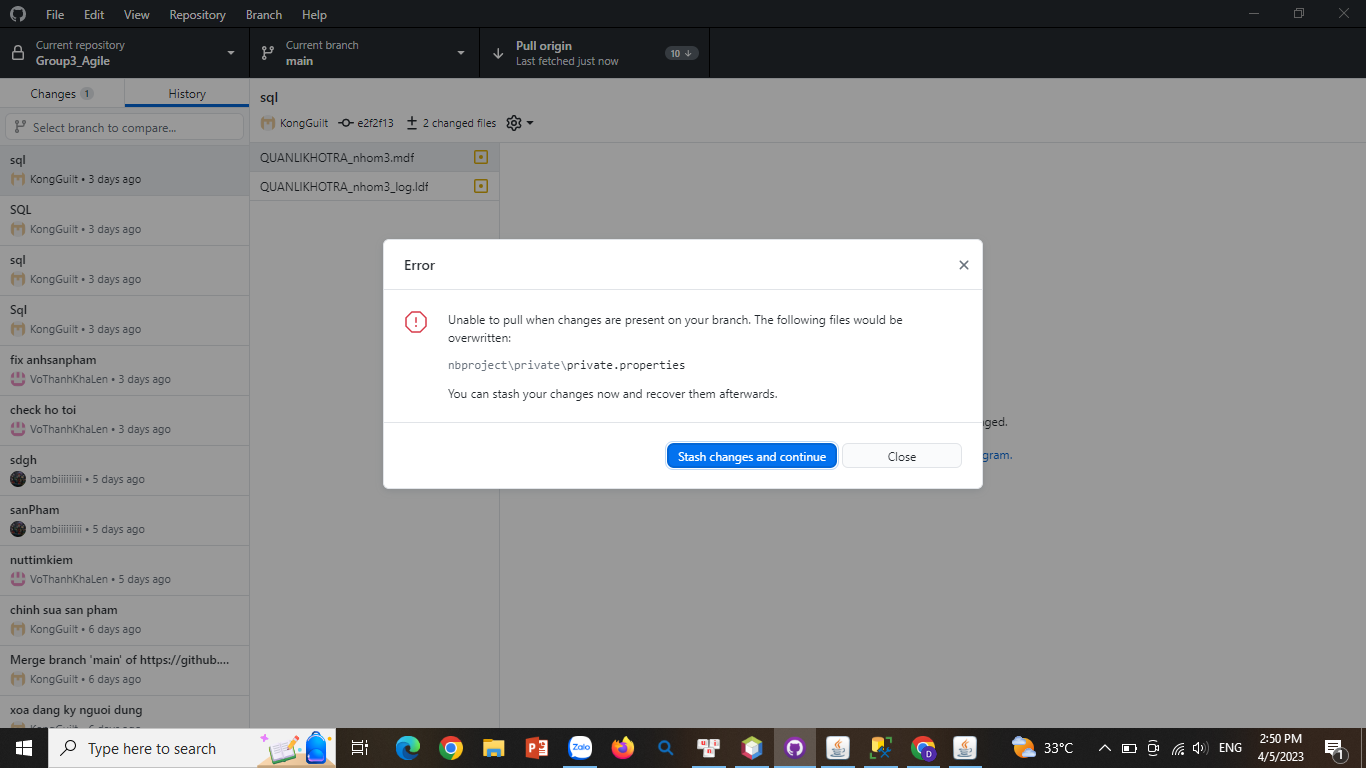 File Edit View Repository Branch Help
Current repository
Group3_Agile
Current branch
main
Pull origin
Last fetched just now
10
Changes 1
History
Select branch to compare...
sql
KongGuilt • 3 days ago
SQL
KongGuilt • 3 days ago
sql
KongGuilt • 3 days ago
Sql
KongGuilt • 3 days ago
fix anhsanpham
VoThanhKhaLen • 3 days ago
check ho toi
VoThanhKhaLen • 3 days ago
sdgh
bambiiiiiiiii • 5 days ago
sanPham
bambiiiiiiiii • 5 days ago
nuttimkiem
VoThanhKhaLen • 5 days ago
chinh sua san pham
KongGuilt • 6 days ago
Merge branch 'main' of https://github....
KongGuilt • 6 days ago
xoa dang ky nguoi dung
KongGuilt • 6 days ago
sql
KongGuilt e2f2f13 2 changed files
QUANLIKHOTRA_nhom3.mdf
QUANLIKHOTRA_nhom3_log.ldf
Error
Unable to pull when changes are present on your branch. The following files would be
overwritten:
nbproject\private\private.properties
You can stash your changes now and recover them afterwards.
Stash changes and continue
Close
Type here to search
Zalo
33°C
ENG
2:50 PM
4/5/2023
1